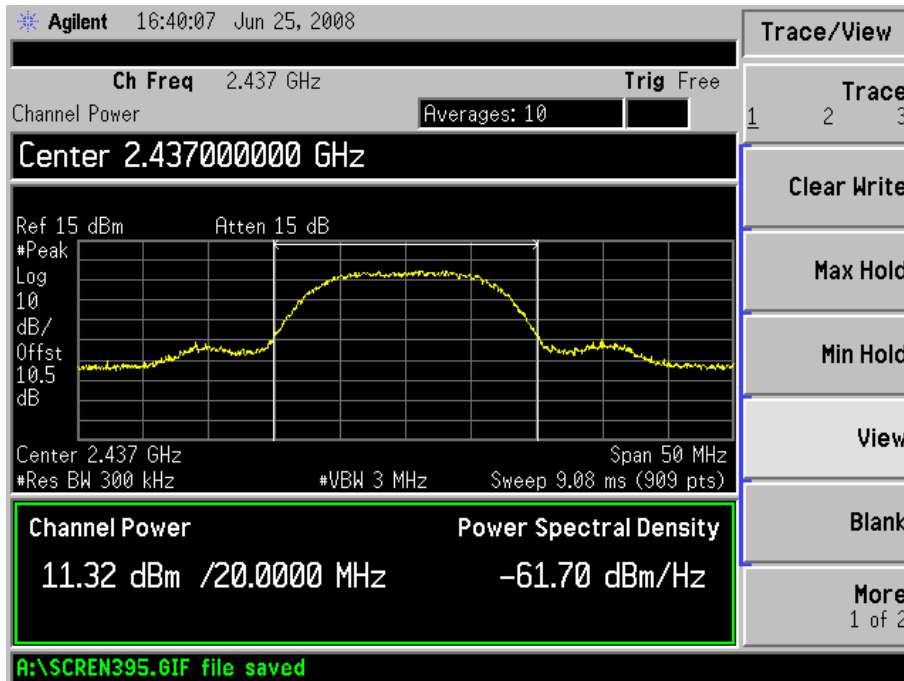 Agilent 16:40:07 Jun 25, 2008
Trace/View
Ch Freq 2.437 GHz Trig Free
Channel Power Averages: 10
Trace
1 2 3
Center 2.437000000 GHz
Clear Write
Ref 15 dBm Atten 15 dB
#Peak
Log
10
dB/
Offst
10.5
dB
Max Hold
Min Hold
Center 2.437 GHz Span 50 MHz
#Res BW 300 kHz #VBW 3 MHz Sweep 9.08 ms (909 pts)
View
Channel Power Power Spectral Density
11.32 dBm /20.0000 MHz -61.70 dBm/Hz
Blank
More
1 of 2
A:\SCREN395.GIF file saved